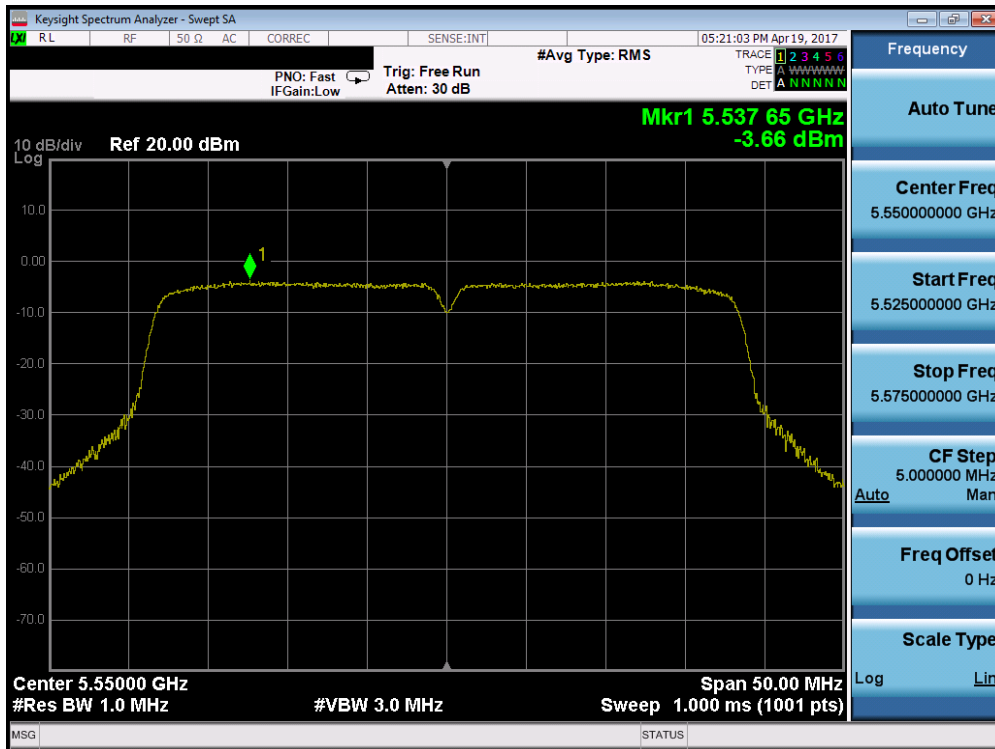 Keysight Spectrum Analyzer - Swept SA
LXI RL RF 50 Ω AC CORREC SENSE:INT 05:21:03 PM Apr 19, 2017
#Avg Type: RMS
TRACE 1 2 3 4 5 6
PNO: Fast Trig: Free Run
TYPE A WWWWWW
IFGain:Low Atten: 30 dB
DET A N N N N N
Mkr1 5.537 65 GHz
-3.66 dBm
10 dB/div Ref 20.00 dBm
Log
10.0
0.00
-10.0
-20.0
-30.0
-40.0
-50.0
-60.0
-70.0
1
Center 5.55000 GHz Span 50.00 MHz
#Res BW 1.0 MHz #VBW 3.0 MHz Sweep 1.000 ms (1001 pts)
MSG STATUS
Frequency
Auto Tune
Center Freq
5.550000000 GHz
Start Freq
5.525000000 GHz
Stop Freq
5.575000000 GHz
CF Step
5.000000 MHz
Auto Man
Freq Offset
0 Hz
Scale Type
Log Lin